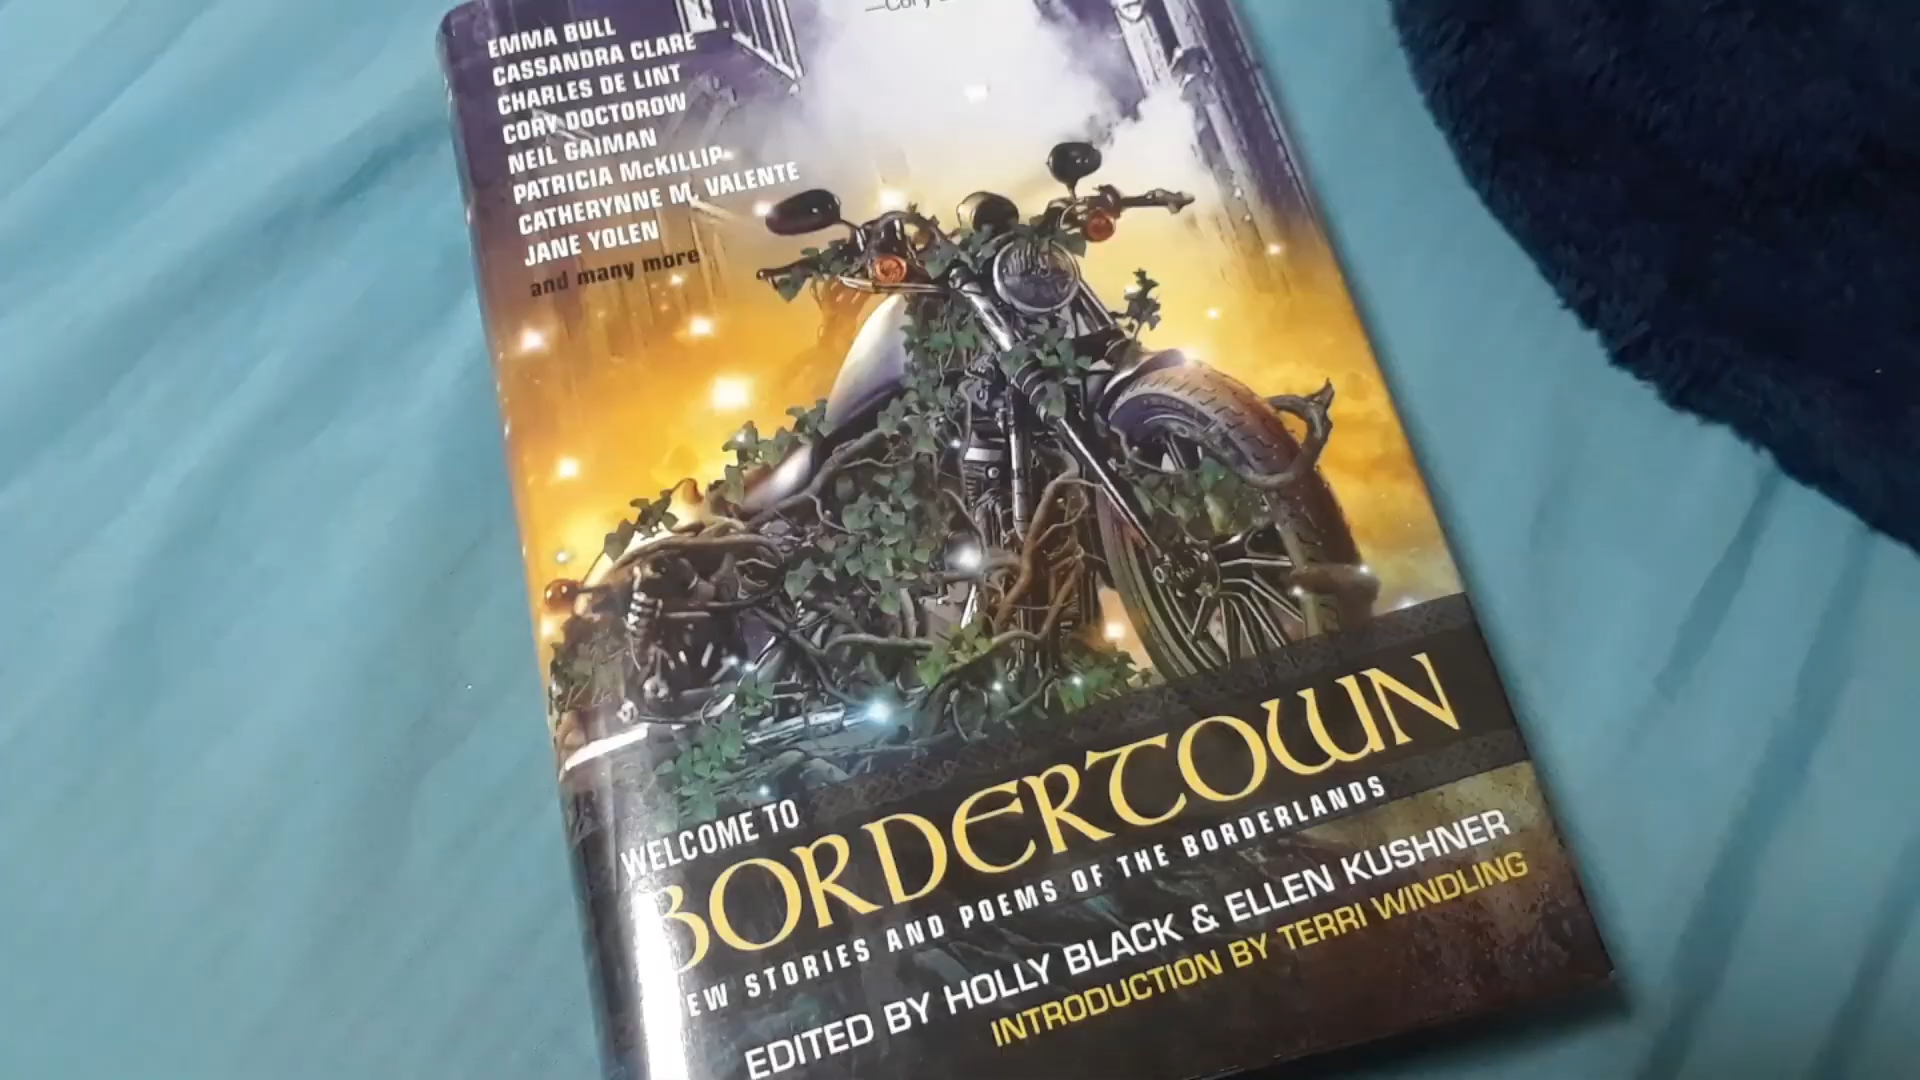 —Cory
EMMA BULL
CASSANDRA CLARE
CHARLES DE LINT
CORY DOCTOROW
NEIL GAIMAN
PATRICIA McKILLIP
CATHERYNNE M. VALENTE
JANE YOLEN
and many more
WELCOME TO
BORDERTOWN
EW STORIES AND POEMS OF THE BORDERLANDS
EDITED BY HOLLY BLACK & ELLEN KUSHNER
INTRODUCTION BY TERRI WINDLING